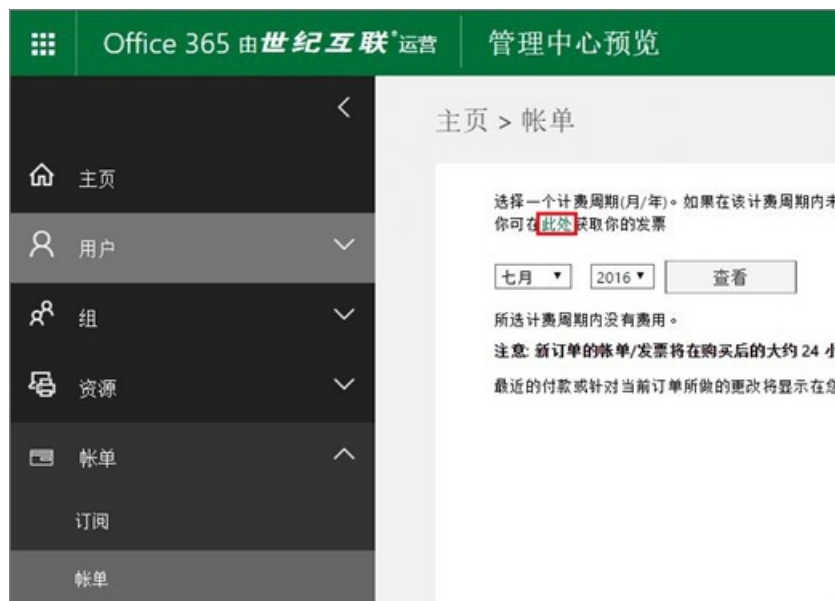 Office 365 由世纪互联运营 管理中心预览
主页 > 帐单
主页
用户
组
资源
帐单
订阅
帐单
选择一个计费周期(月/年)。如果在该计费周期内未
你可在此处获取你的发票
七月 2016 查看
所选计费周期内没有费用。
注意: 新订单的帐单/发票将在购买后的大约 24 小
最近的付款或针对当前订单所做的更改将显示在您